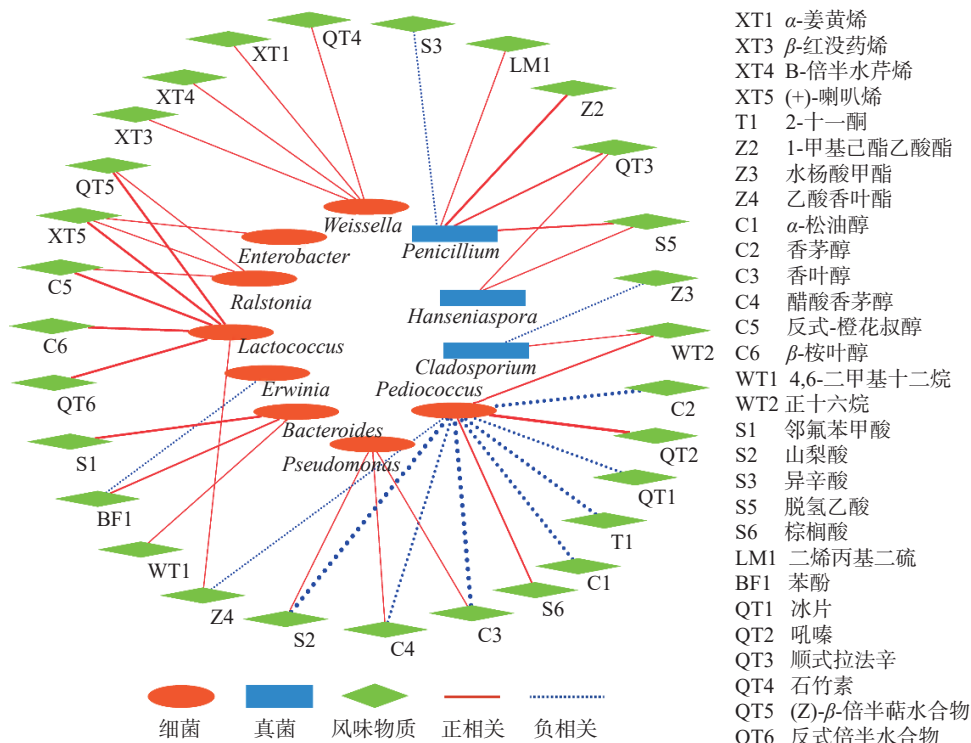 QT4
S3
XT1
LM1
XT4
Z2
XT3
QT3
QT5
Weissella
Penicillium
XT5
Enterobacter
S5
C5
Ralstonia
Hanseniaspora
Z3
C6
Lactococcus
Cladosporium
WT2
QT6
Erwinia
Pediococcus
C2
S1
Bacteroides
QT2
Pseudomonas
BF1
QT1
WT1
T1
Z4
C1
S2
C4
C3
S6
细菌
真菌
风味物质
正相关
负相关
XT1 α-姜黄烯
XT3 β-红没药烯
XT4 B-倍半水芹烯
XT5 (+)-喇叭烯
T1 2-十一酮
Z2 1-甲基己酯乙酸酯
Z3 水杨酸甲酯
Z4 乙酸香叶酯
C1 α-松油醇
C2 香茅醇
C3 香叶醇
C4 醋酸香茅醇
C5 反式-橙花叔醇
C6 β-桉叶醇
WT1 4,6-二甲基十二烷
WT2 正十六烷
S1 邻氟苯甲酸
S2 山梨酸
S3 异辛酸
S5 脱氢乙酸
S6 棕榈酸
LM1 二烯丙基二硫
BF1 苯酚
QT1 冰片
QT2 吼嗪
QT3 顺式拉法辛
QT4 石竹素
QT5 (Z)-β-倍半萜水合物
QT6 反式倍半水合物